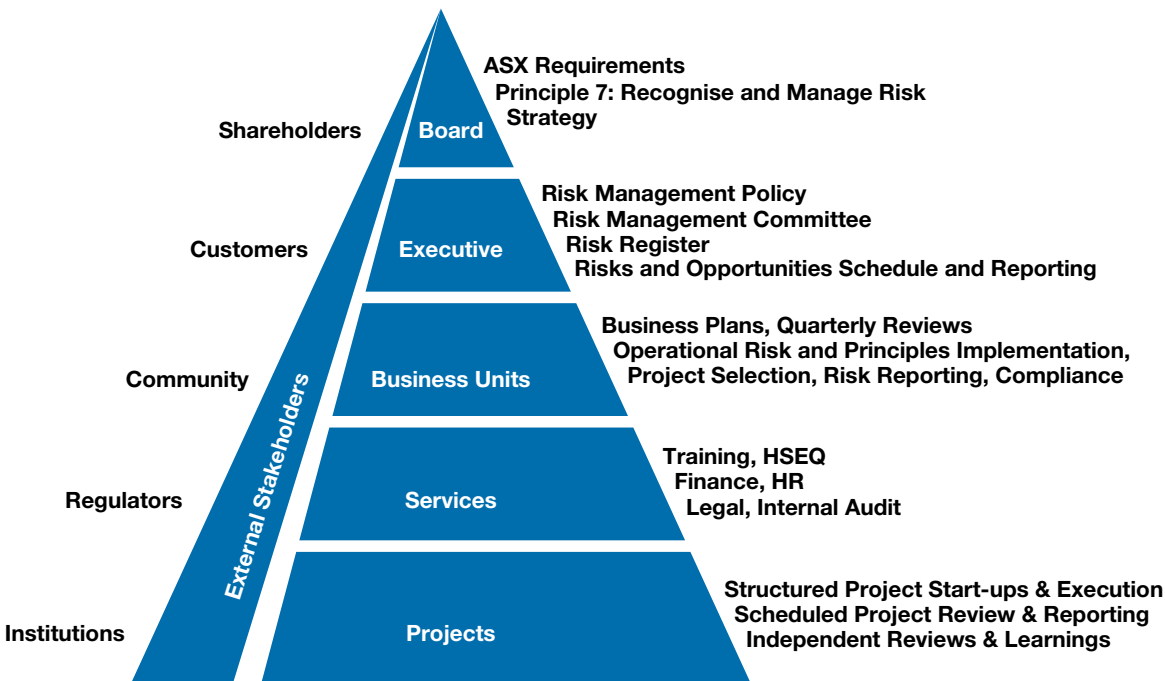 ASX Requirements
Principle 7: Recognise and Manage Risk
Strategy
Shareholders
Board
Risk Management Policy
Risk Management Committee
Risk Register
Risks and Opportunities Schedule and Reporting
Customers
Executive
Business Plans, Quarterly Reviews
Operational Risk and Principles Implementation,
Project Selection, Risk Reporting, Compliance
Community
Business Units
External Stakeholders
Training, HSEQ
Finance, HR
Legal, Internal Audit
Regulators
Services
Structured Project Start-ups & Execution
Scheduled Project Review & Reporting
Independent Reviews & Learnings
Institutions
Projects